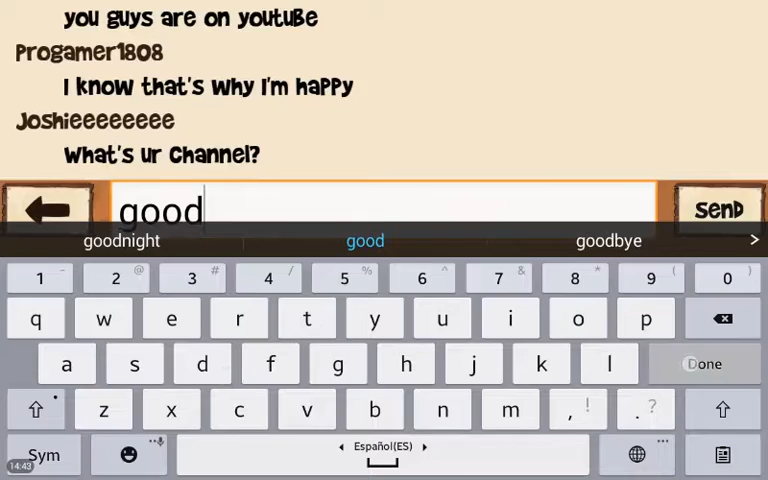 you guys are on youtube
Progamer1808
I know that's why I'm happy
Joshieeeeeeee
What's ur Channel?
good
Send
goodnight good goodbye >
1 - 2 @ 3 # 4 / 5 % 6 ^ 7 & 8 * 9 ( 0 )
q w e r t y u i o p
a s d f g h j k l Done
z x c v b n m , ! . ?
Sym Español(ES)
14:43